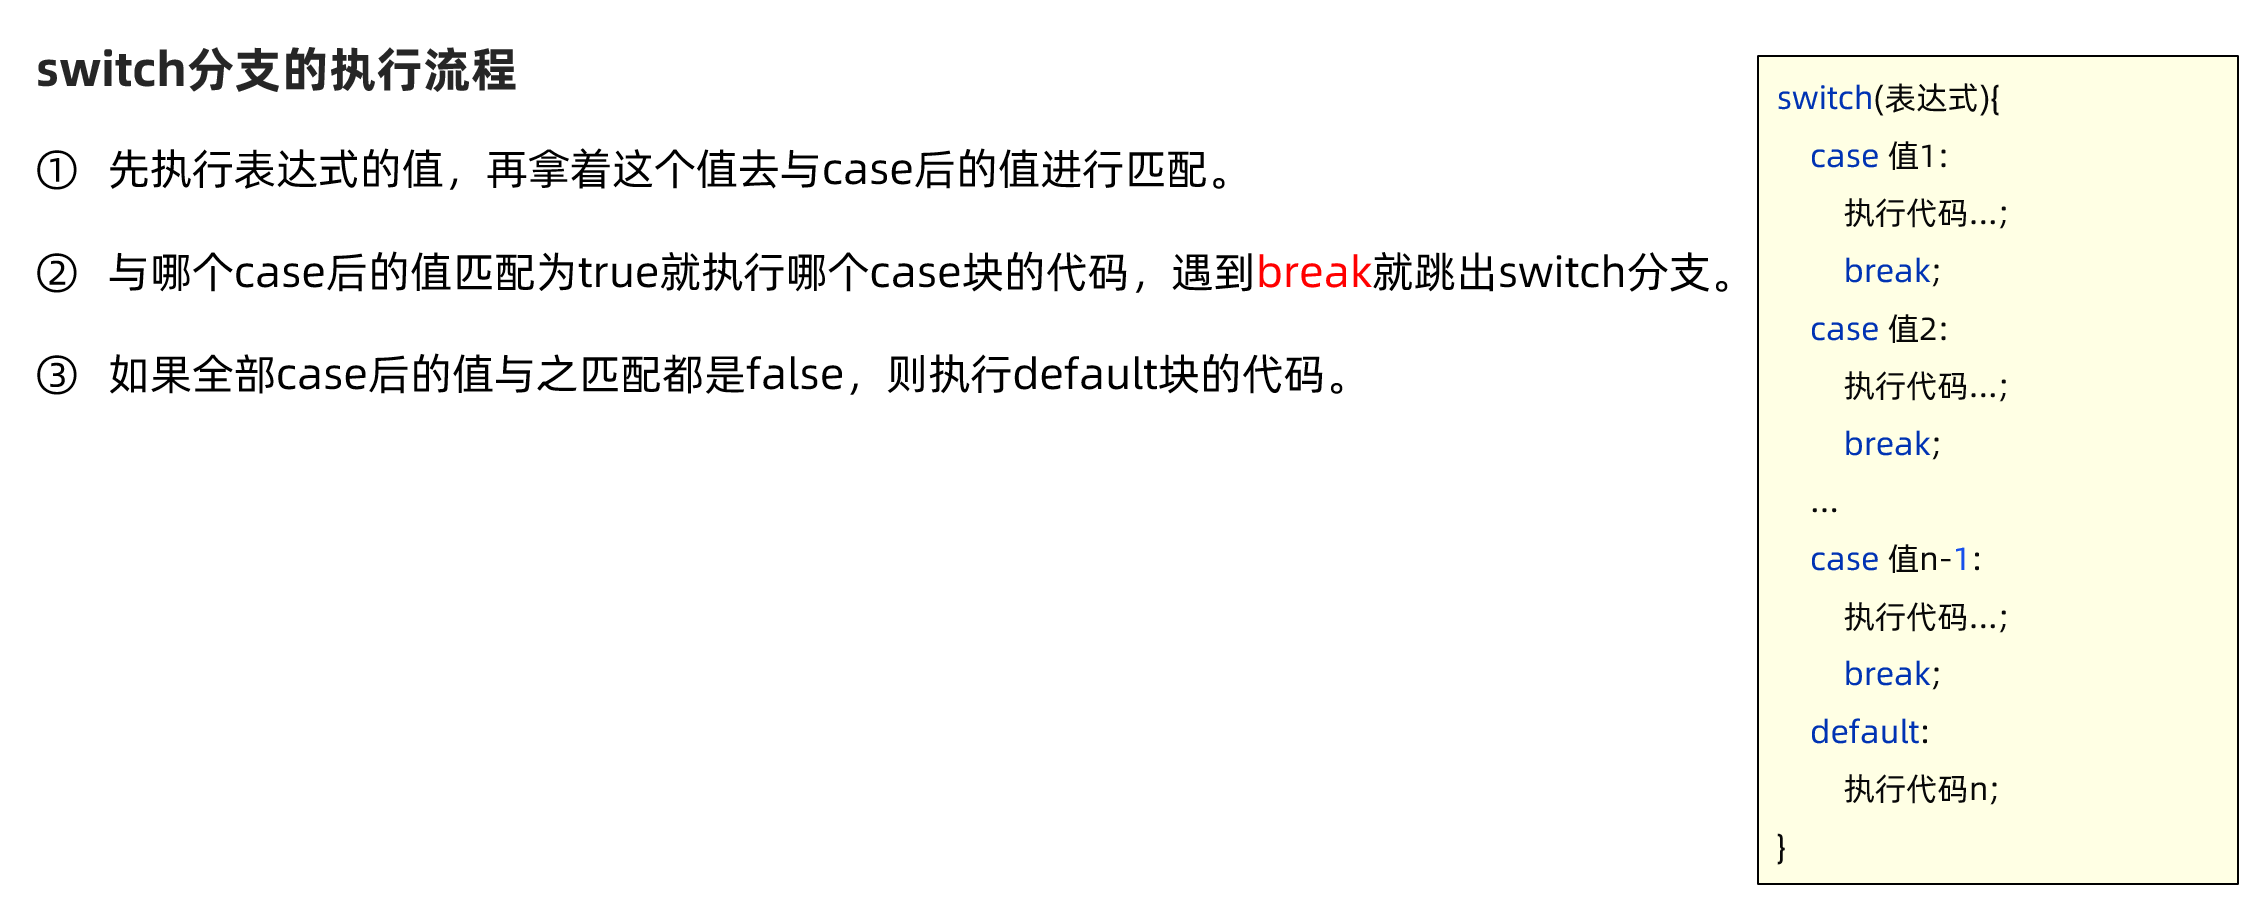 switch分支的执行流程
① 先执行表达式的值，再拿着这个值去与case后的值进行匹配。
② 与哪个case后的值匹配为true就执行哪个case块的代码，遇到break就跳出switch分支。
③ 如果全部case后的值与之匹配都是false，则执行default块的代码。
switch(表达式){
case 值1:
执行代码...;
break;
case 值2:
执行代码...;
break;
...
case 值n-1:
执行代码...;
break;
default:
执行代码n;
}